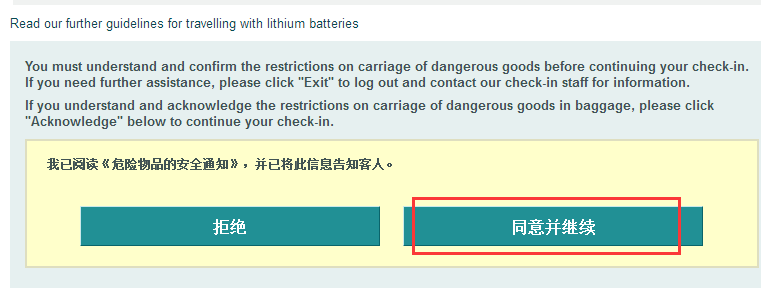 Read our further guidelines for travelling with lithium batteries
You must understand and confirm the restrictions on carriage of dangerous goods before continuing your check-in.
If you need further assistance, please click "Exit" to log out and contact our check-in staff for information.
If you understand and acknowledge the restrictions on carriage of dangerous goods in baggage, please click
"Acknowledge" below to continue your check-in.
我已阅读《危险物品的安全通知》，并已将此信息告知客人。
拒绝
同意并继续